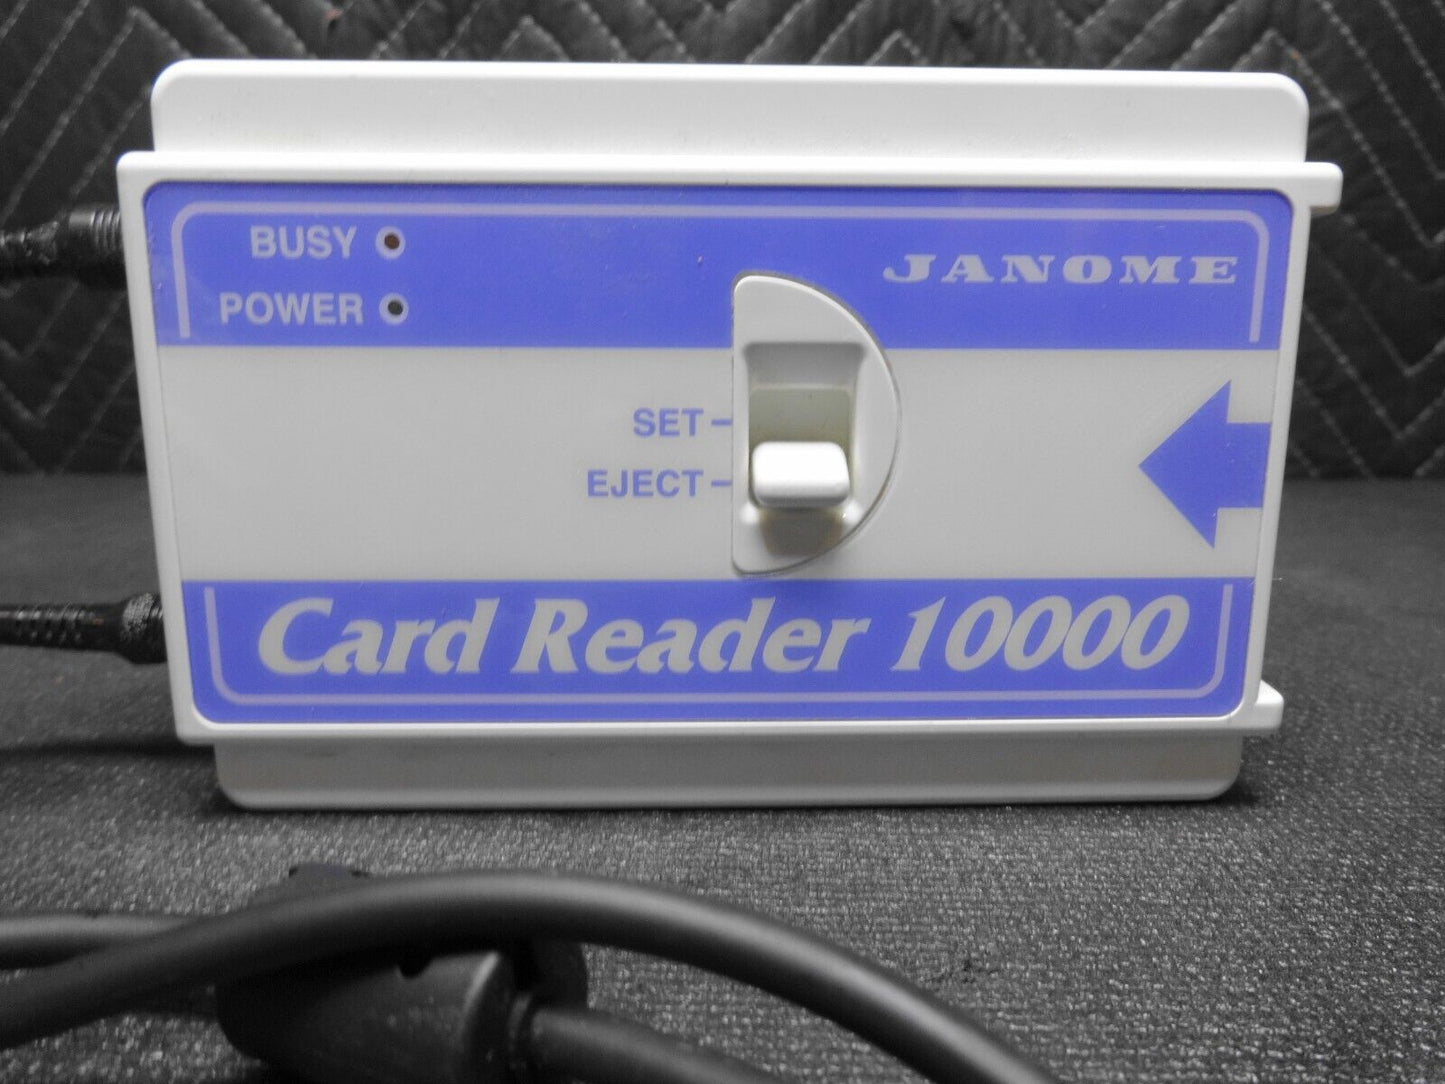 BUSY
POWER
JANOME
SET
EJECT
Card Reader 10000